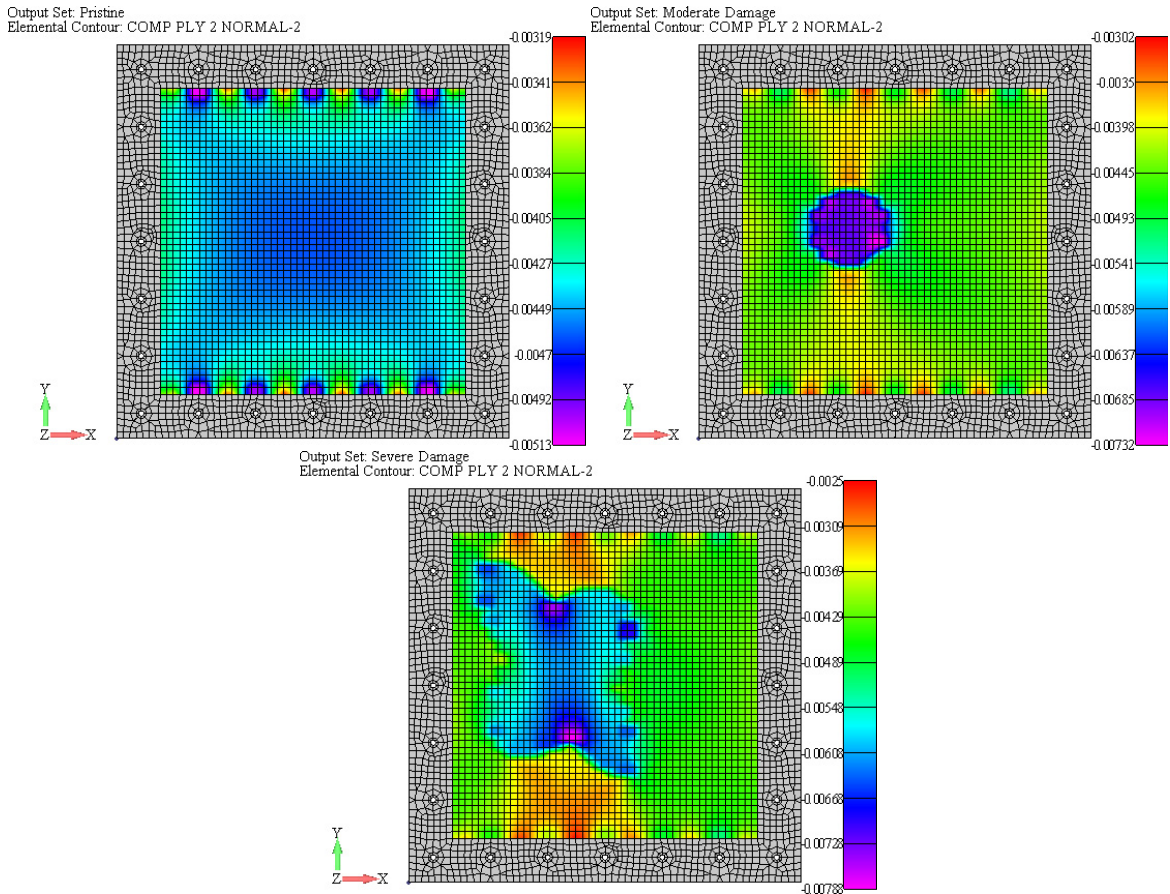 Output Set: Pristine
Elemental Contour: COMP PLY 2 NORMAL-2
-0.00319
-0.00341
-0.00362
-0.00384
-0.00405
-0.00427
-0.00449
-0.0047
-0.00492
-0.00513
Y
Z X
Output Set: Moderate Damage
Elemental Contour: COMP PLY 2 NORMAL-2
-0.00302
-0.0035
-0.00398
-0.00445
-0.00493
-0.00541
-0.00589
-0.00637
-0.00685
-0.00732
Y
Z X
Output Set: Severe Damage
Elemental Contour: COMP PLY 2 NORMAL-2
-0.0025
-0.00309
-0.00369
-0.00429
-0.00489
-0.00548
-0.00608
-0.00668
-0.00728
-0.00788
Y
Z X